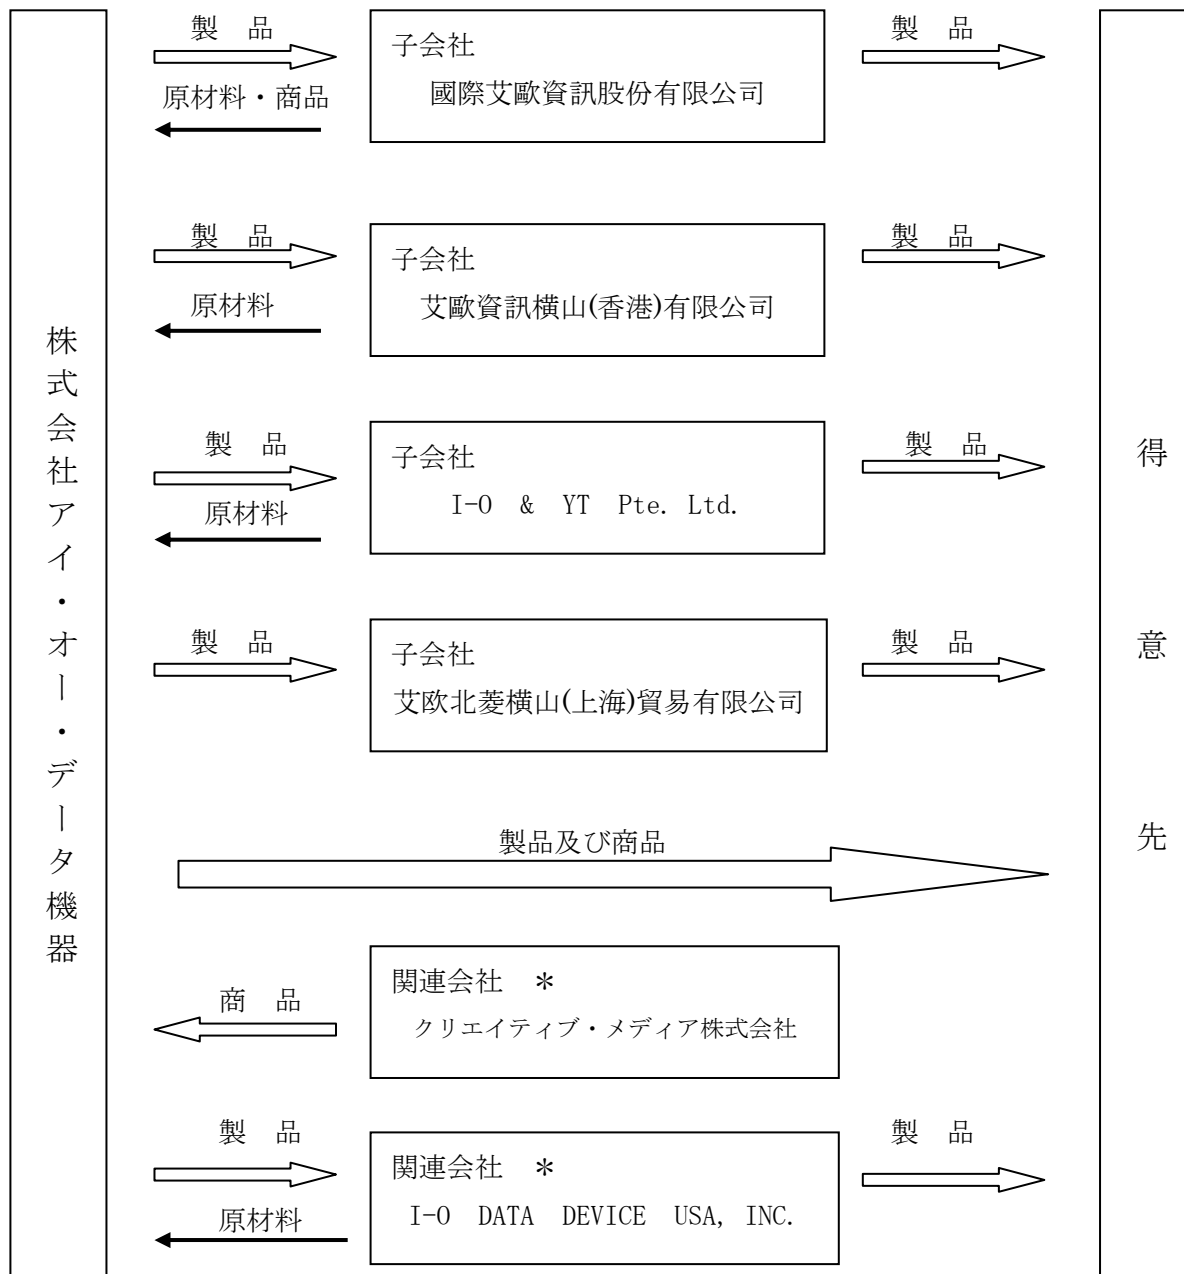 株式会社アイ・オー・データ機器
製　品
原材料・商品
子会社
國際艾歐資訊股份有限公司
製　品
製　品
原材料
子会社
艾歐資訊横山(香港)有限公司
製　品
製　品
原材料
子会社
I-O & YT Pte. Ltd.
製　品
製　品
子会社
艾欧北菱横山(上海)貿易有限公司
製　品
製品及び商品
商　品
関連会社　＊
クリエイティブ・メディア株式会社
製　品
原材料
関連会社　＊
I-O DATA DEVICE USA, INC.
製　品
得意先